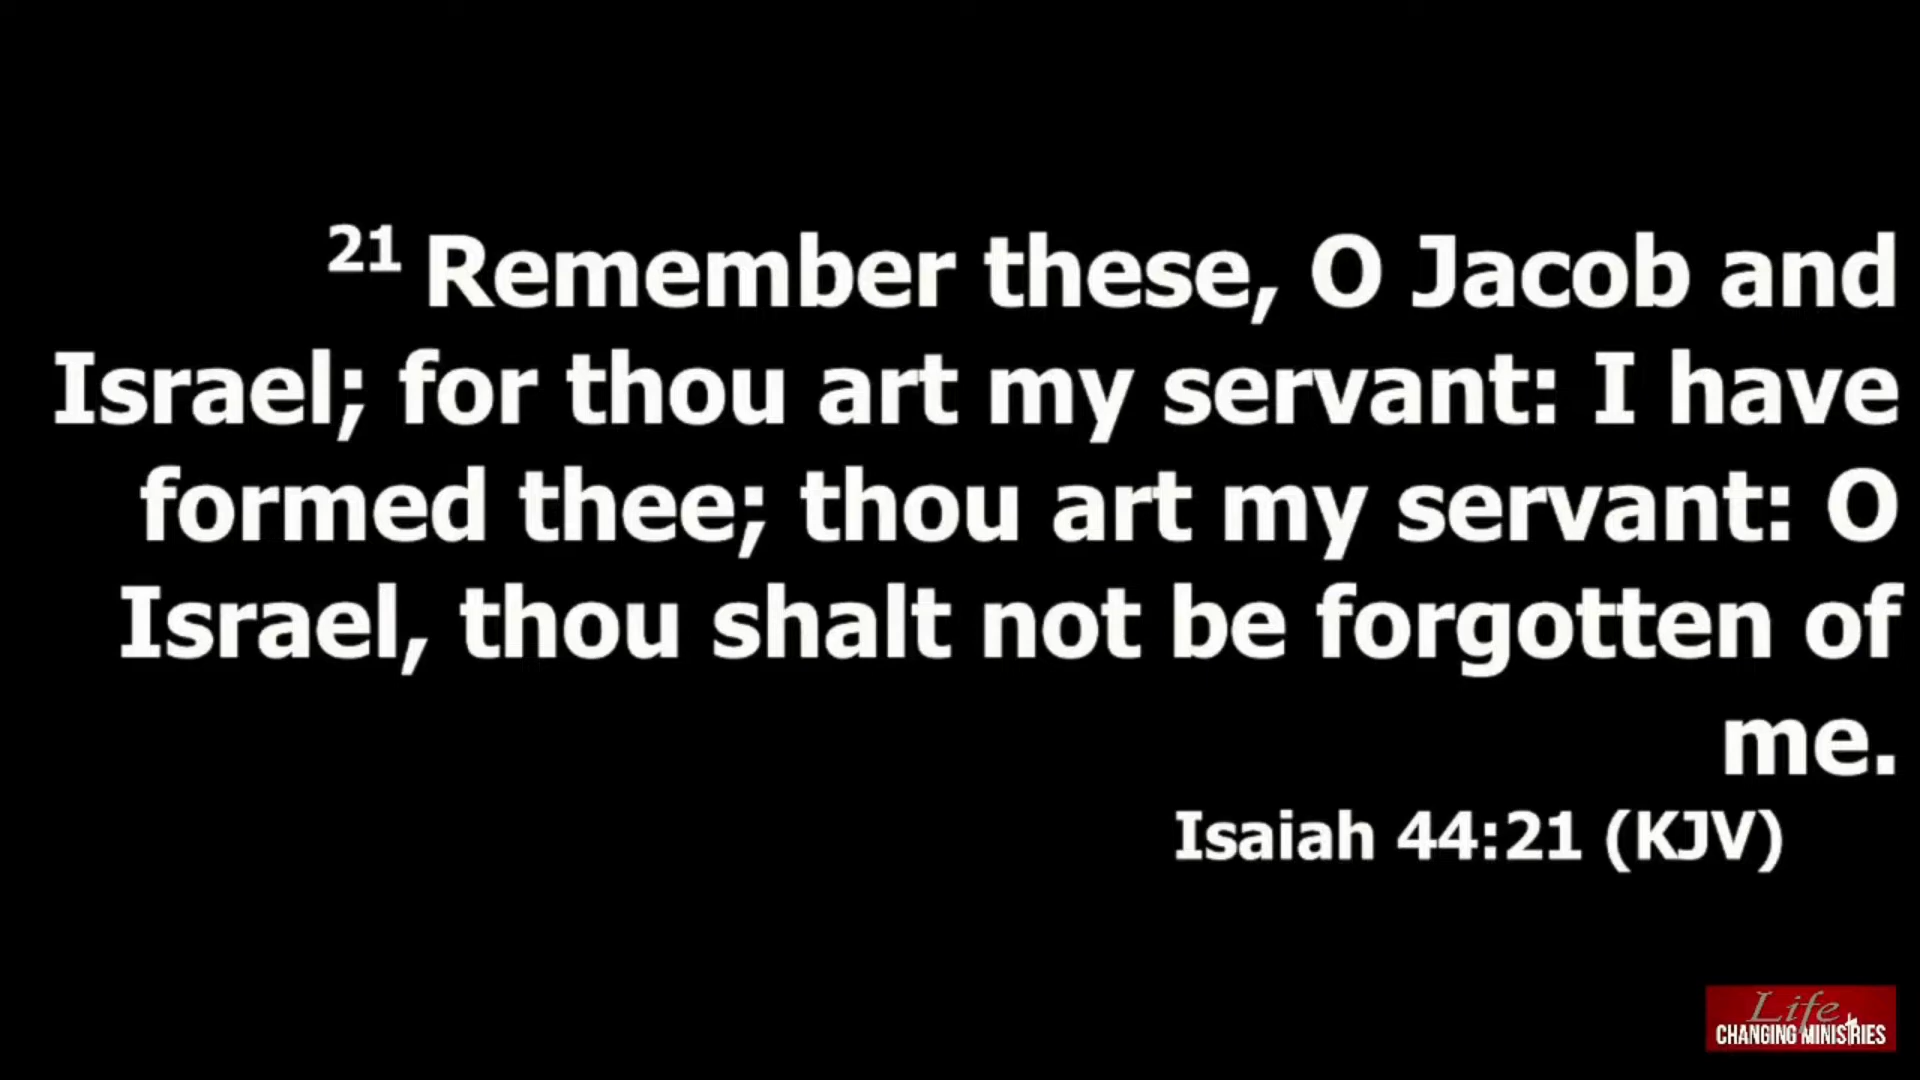 21 Remember these, O Jacob and
Israel; for thou art my servant: I have
formed thee; thou art my servant: O
Israel, thou shalt not be forgotten of
me.
Isaiah 44:21 (KJV)
Life
CHANGING MINISTRIES